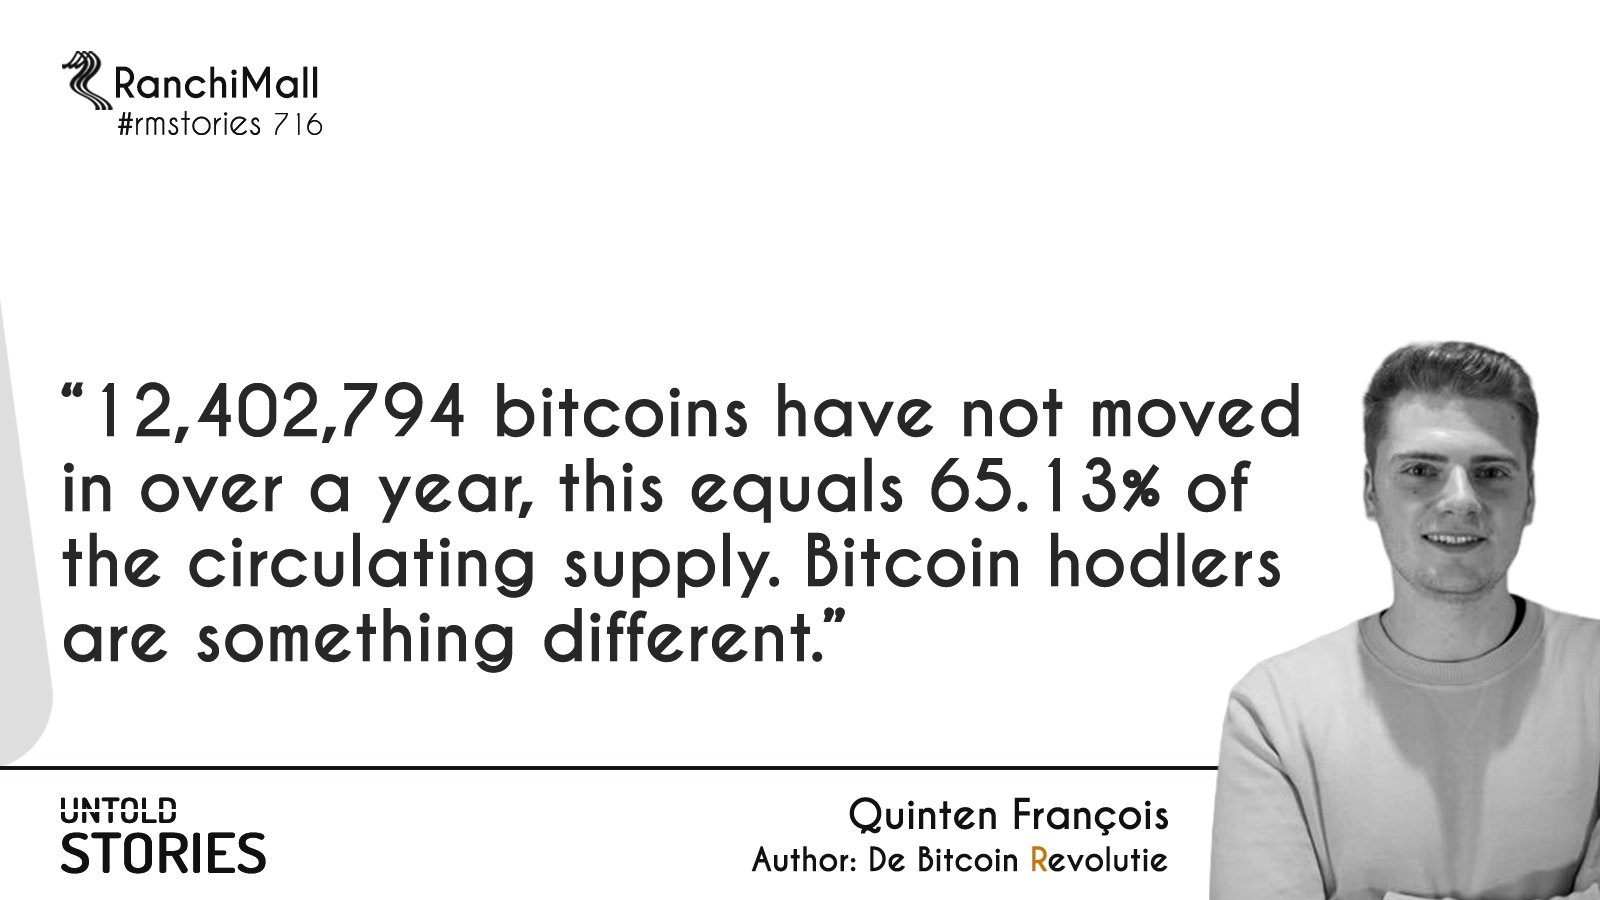 RanchiMall
#rmstories 716
“12,402,794 bitcoins have not moved
in over a year, this equals 65.13% of
the circulating supply. Bitcoin hodlers
are something different.”
UNTOLD
STORIES
Quinten François
Author: De Bitcoin Revolutie